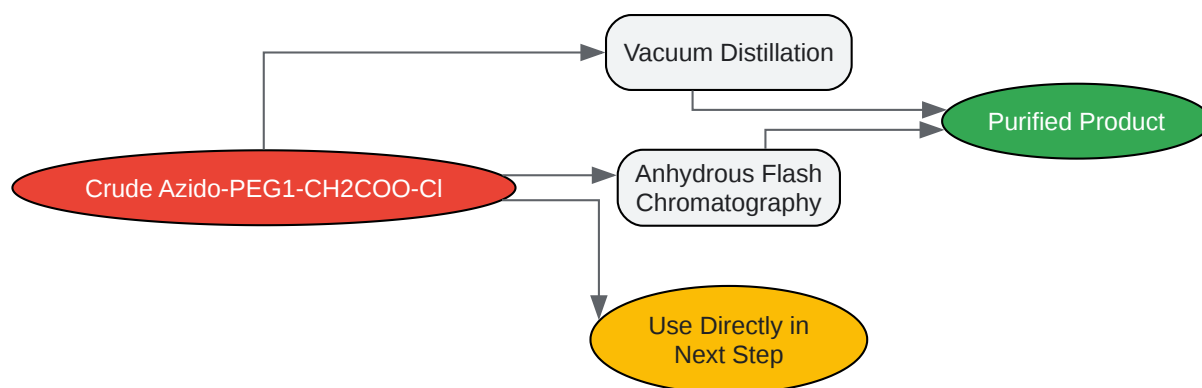 Vacuum Distillation
Purified Product
Crude Azido-PEG1-CH2COO-Cl
Anhydrous Flash
Chromatography
Use Directly in
Next Step